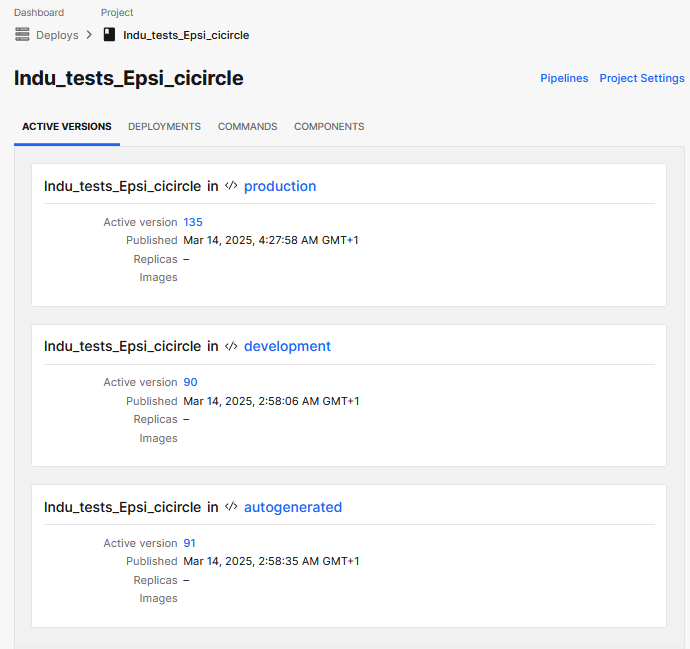 Dashboard Project
Deploys Indu_tests_Epsi_cicircle
Indu_tests_Epsi_cicircle
Pipelines Project Settings
ACTIVE VERSIONS DEPLOYMENTS COMMANDS COMPONENTS
Indu_tests_Epsi_cicircle in </> production
Active version 135
Published Mar 14, 2025, 4:27:58 AM GMT+1
Replicas –
Images
Indu_tests_Epsi_cicircle in </> development
Active version 90
Published Mar 14, 2025, 2:58:06 AM GMT+1
Replicas –
Images
Indu_tests_Epsi_cicircle in </> autogenerated
Active version 91
Published Mar 14, 2025, 2:58:35 AM GMT+1
Replicas –
Images